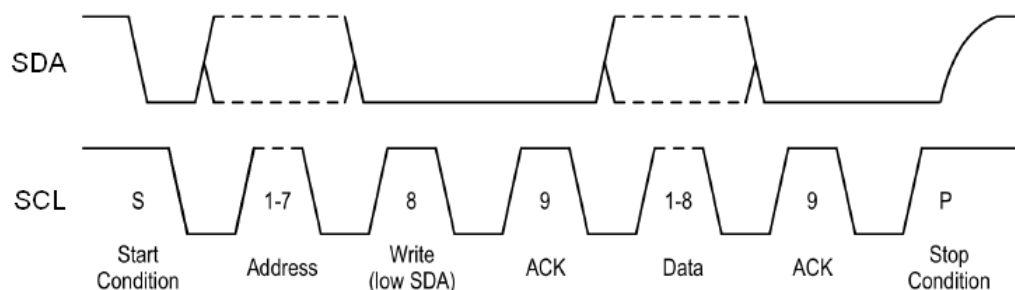 SDA
SCL
S 1-7 8 9 1-8 9 P
Start Condition
Address
Write (low SDA)
ACK
Data
ACK
Stop Condition